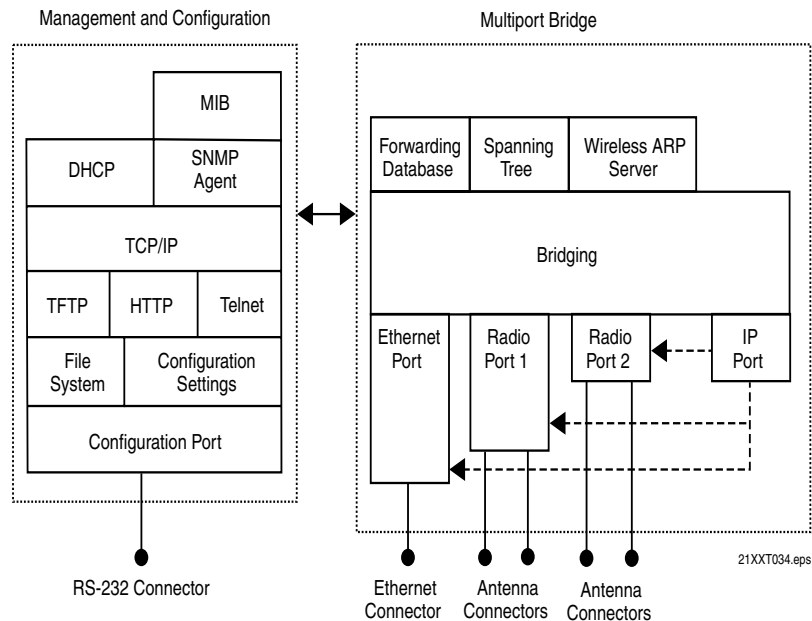 Management and Configuration
Multiport Bridge
MIB
DHCP
SNMP
Agent
TCP/IP
TFTP
HTTP
Telnet
File
System
Configuration
Settings
Configuration Port
RS-232 Connector
Forwarding
Database
Spanning
Tree
Wireless ARP
Server
Bridging
Ethernet
Port
Radio
Port 1
Radio
Port 2
IP
Port
Ethernet
Connector
Antenna
Connectors
Antenna
Connectors
21XXT034.eps